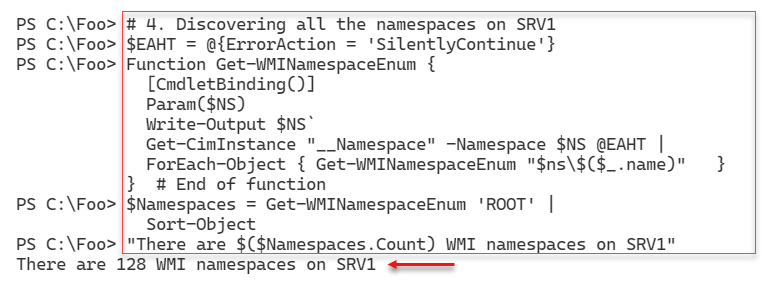 PS C:\Foo> # 4. Discovering all the namespaces on SRV1
PS C:\Foo> $EAHT = @{ErrorAction = 'SilentlyContinue'}
PS C:\Foo> Function Get-WMINamespaceEnum {
[CmdletBinding()]
Param($NS)
Write-Output $NS`
Get-CimInstance "__Namespace" -Namespace $NS @EAHT |
ForEach-Object { Get-WMINamespaceEnum "$ns\$($_.name)"   }
}  # End of function
PS C:\Foo> $Namespaces = Get-WMINamespaceEnum 'ROOT' |
Sort-Object
PS C:\Foo> "There are $($Namespaces.Count) WMI namespaces on SRV1"
There are 128 WMI namespaces on SRV1